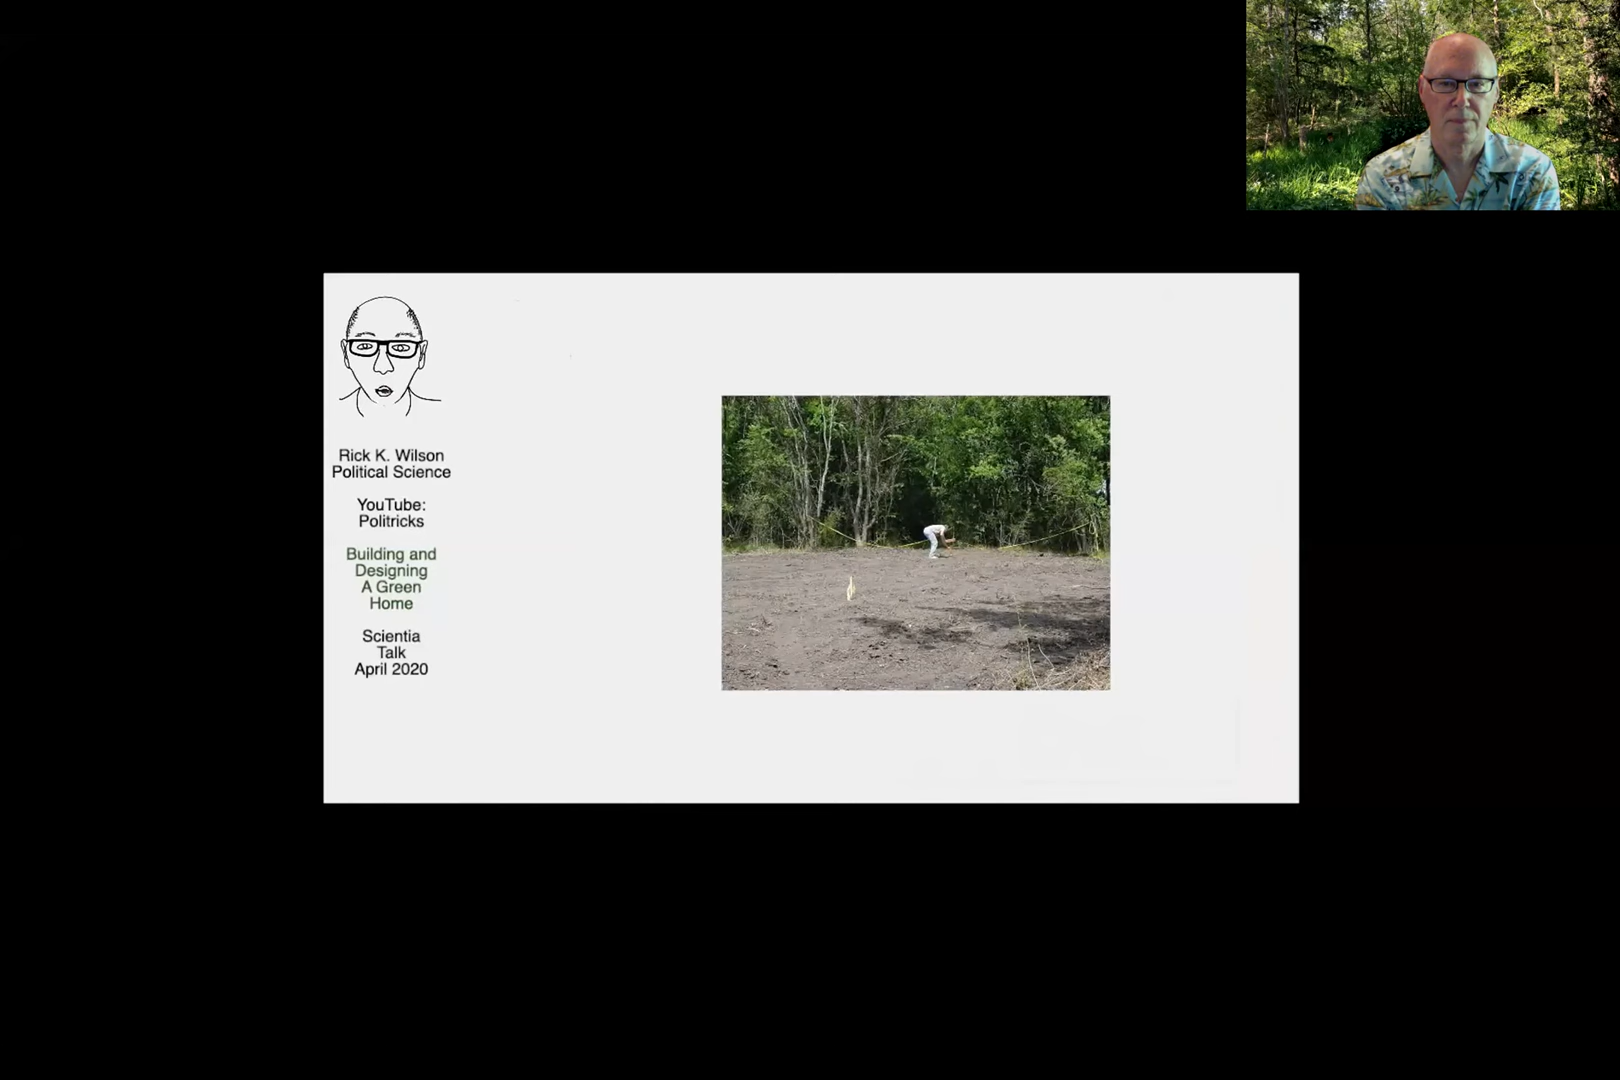 Rick K. Wilson
Political Science
YouTube:
Politricks
Building and
Designing
A Green
Home
Scientia
Talk
April 2020